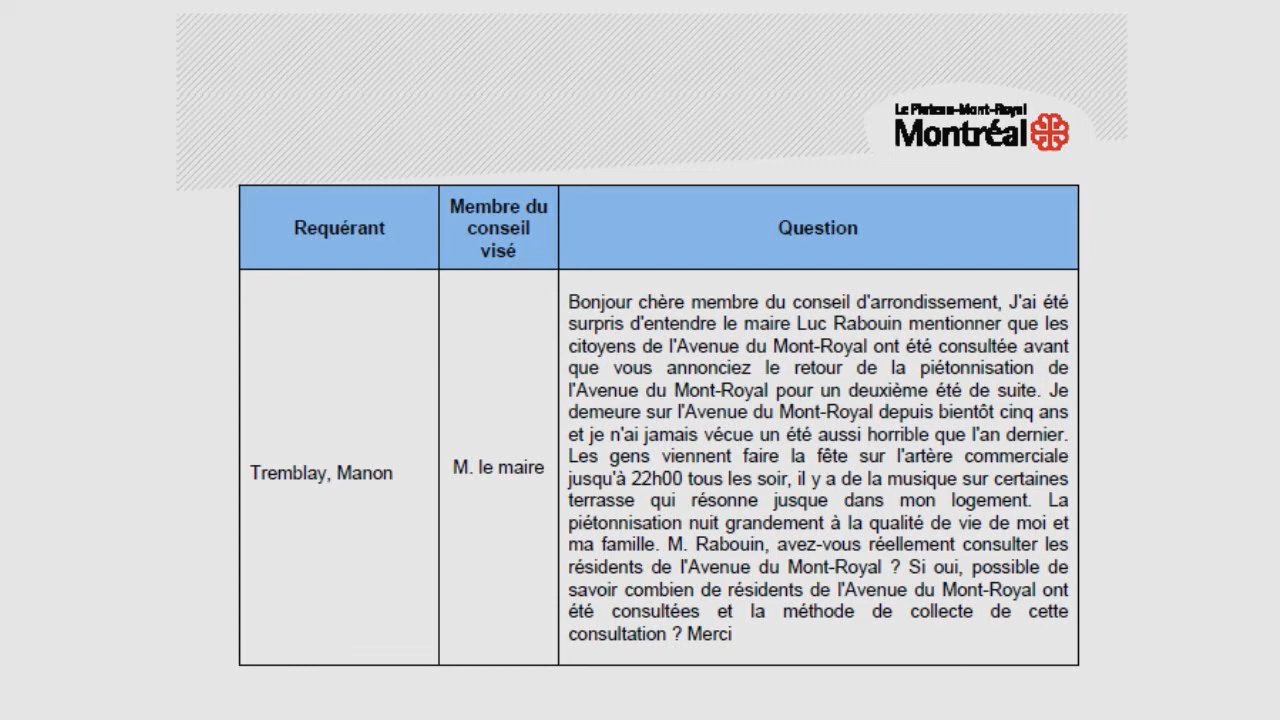 Le Plateau-Mont-Royal
Montréal
Requérant
Membre du
conseil
visé
Question
Tremblay, Manon
M. le maire
Bonjour chère membre du conseil d'arrondissement, J'ai été
surpris d'entendre le maire Luc Rabouin mentionner que les
citoyens de l'Avenue du Mont-Royal ont été consultée avant
que vous annonciez le retour de la piétonnisation de
l'Avenue du Mont-Royal pour un deuxième été de suite. Je
demeure sur l'Avenue du Mont-Royal depuis bientôt cinq ans
et je n'ai jamais vécue un été aussi horrible que l'an dernier.
Les gens viennent faire la fête sur l'artère commerciale
jusqu'à 22h00 tous les soir, il y a de la musique sur certaines
terrasse qui résonne jusque dans mon logement. La
piétonnisation nuit grandement à la qualité de vie de moi et
ma famille. M. Rabouin, avez-vous réellement consulter les
résidents de l'Avenue du Mont-Royal ? Si oui, possible de
savoir combien de résidents de l'Avenue du Mont-Royal ont
été consultées et la méthode de collecte de cette
consultation ? Merci